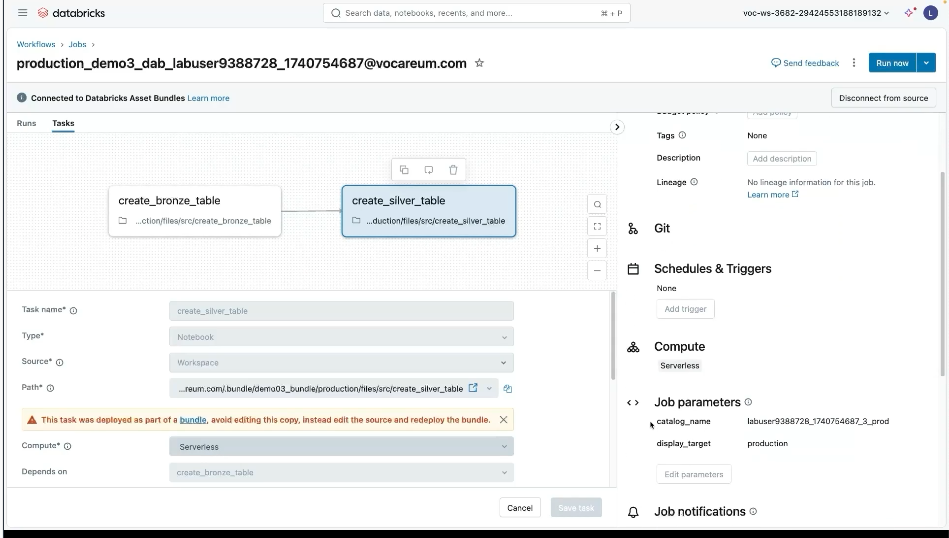 databricks
Search data, notebooks, recents, and more...
⌘ + P
voc-ws-3682-29424553188189132
L
Workflows > Jobs >
production_demo3_dab_labuser9388728_1740754687@vocareum.com
Send feedback
Run now
Connected to Databricks Asset Bundles Learn more
Disconnect from source
Runs
Tasks
create_bronze_table
...ction/files/src/create_bronze_table
create_silver_table
...duction/files/src/create_silver_table
Task name*
create_silver_table
Type*
Notebook
Source*
Workspace
Path*
...reum.com/.bundle/demo03_bundle/production/files/src/create_silver_table
This task was deployed as part of a bundle, avoid editing this copy, instead edit the source and redeploy the bundle.
Compute*
Serverless
Depends on
create_bronze_table
Cancel
Save task
Tags
None
Description
Add description
Lineage
No lineage information for this job.
Learn more
Git
Schedules & Triggers
None
Add trigger
Compute
Serverless
Job parameters
catalog_name
labuser9388728_1740754687_3_prod
display_target
production
Edit parameters
Job notifications